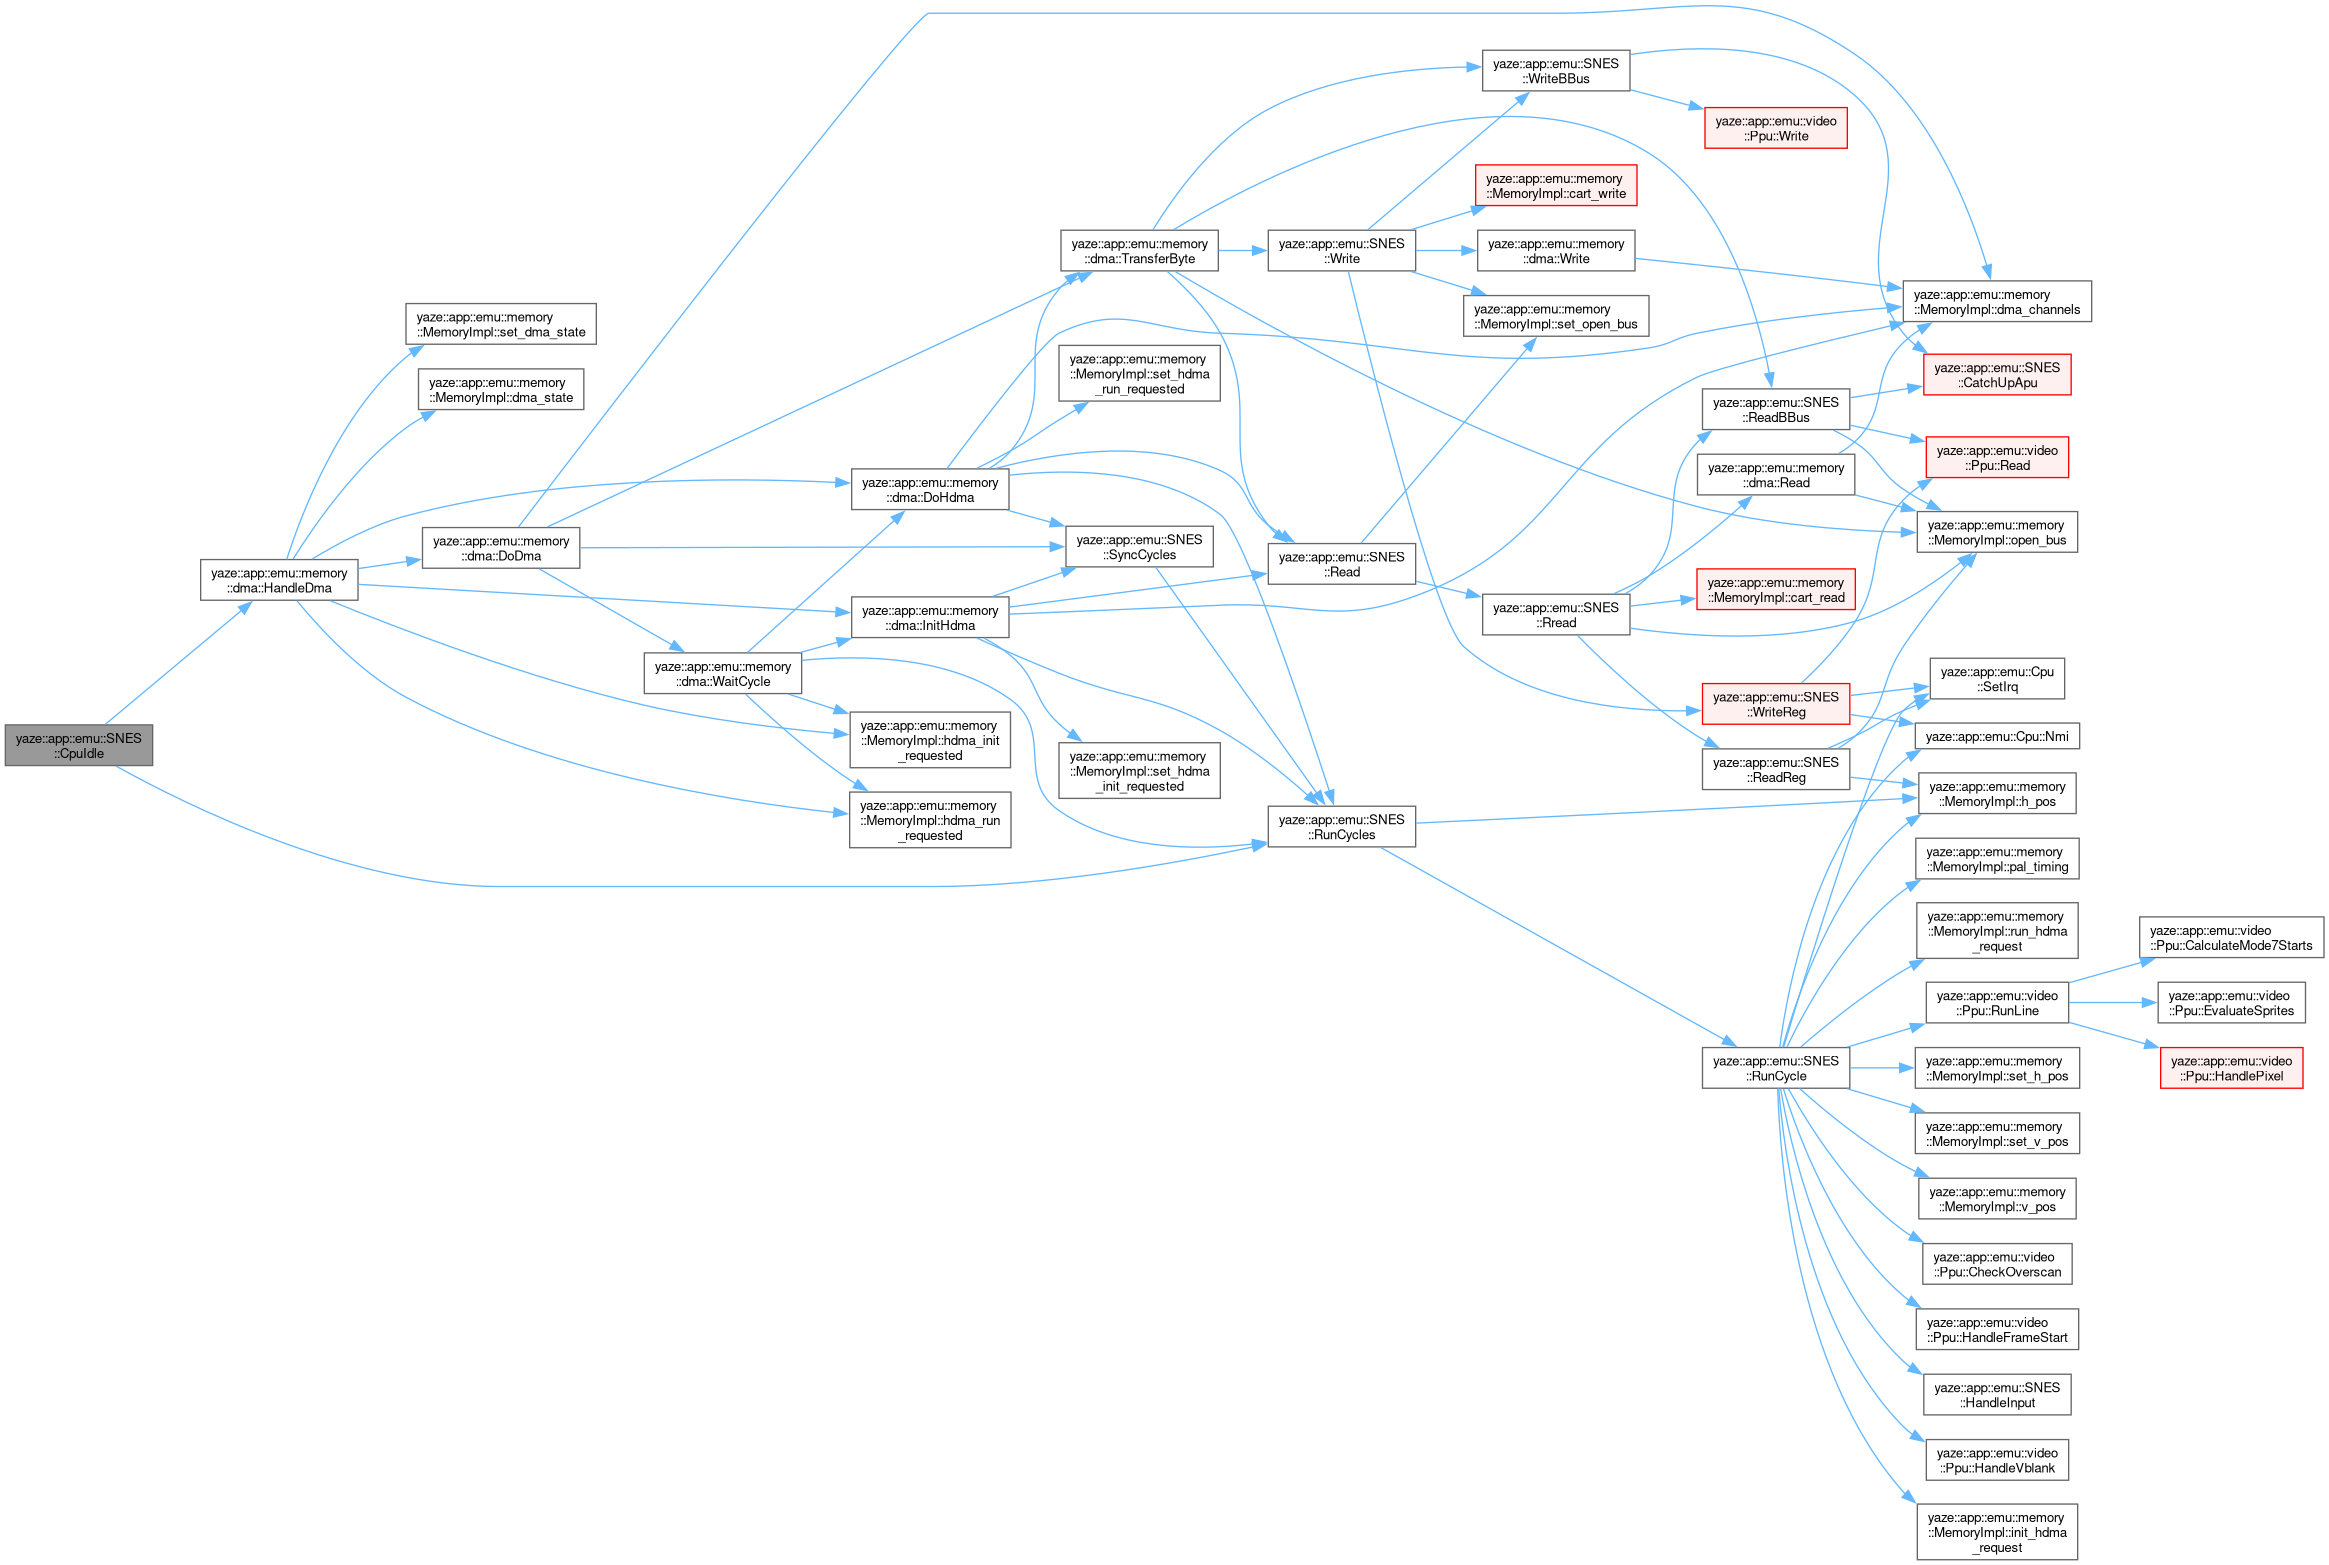 yaze::app::emu::SNES
::CpuIdle
yaze::app::emu::memory
::dma::HandleDma
yaze::app::emu::memory
::MemoryImpl::set_dma_state
yaze::app::emu::memory
::MemoryImpl::dma_state
yaze::app::emu::memory
::dma::DoDma
yaze::app::emu::memory
::dma::WaitCycle
yaze::app::emu::memory
::dma::DoHdma
yaze::app::emu::memory
::dma::InitHdma
yaze::app::emu::memory
::MemoryImpl::hdma_init
_requested
yaze::app::emu::memory
::MemoryImpl::hdma_run
_requested
yaze::app::emu::memory
::dma::TransferByte
yaze::app::emu::memory
::MemoryImpl::set_hdma
_run_requested
yaze::app::emu::SNES
::SyncCycles
yaze::app::emu::memory
::MemoryImpl::set_hdma
_init_requested
yaze::app::emu::SNES
::Write
yaze::app::emu::SNES
::Read
yaze::app::emu::SNES
::RunCycles
yaze::app::emu::SNES
::WriteBBus
yaze::app::emu::memory
::MemoryImpl::cart_write
yaze::app::emu::memory
::dma::Write
yaze::app::emu::memory
::MemoryImpl::set_open_bus
yaze::app::emu::SNES
::Rread
yaze::app::emu::video
::Ppu::Write
yaze::app::emu::SNES
::ReadBBus
yaze::app::emu::memory
::dma::Read
yaze::app::emu::memory
::MemoryImpl::cart_read
yaze::app::emu::SNES
::WriteReg
yaze::app::emu::SNES
::ReadReg
yaze::app::emu::SNES
::RunCycle
yaze::app::emu::memory
::MemoryImpl::dma_channels
yaze::app::emu::SNES
::CatchUpApu
yaze::app::emu::video
::Ppu::Read
yaze::app::emu::memory
::MemoryImpl::open_bus
yaze::app::emu::Cpu
::SetIrq
yaze::app::emu::Cpu::Nmi
yaze::app::emu::memory
::MemoryImpl::h_pos
yaze::app::emu::memory
::MemoryImpl::pal_timing
yaze::app::emu::memory
::MemoryImpl::run_hdma
_request
yaze::app::emu::video
::Ppu::RunLine
yaze::app::emu::memory
::MemoryImpl::set_h_pos
yaze::app::emu::memory
::MemoryImpl::set_v_pos
yaze::app::emu::memory
::MemoryImpl::v_pos
yaze::app::emu::video
::Ppu::CheckOverscan
yaze::app::emu::video
::Ppu::HandleFrameStart
yaze::app::emu::SNES
::HandleInput
yaze::app::emu::video
::Ppu::HandleVblank
yaze::app::emu::memory
::MemoryImpl::init_hdma
_request
yaze::app::emu::video
::Ppu::CalculateMode7Starts
yaze::app::emu::video
::Ppu::EvaluateSprites
yaze::app::emu::video
::Ppu::HandlePixel